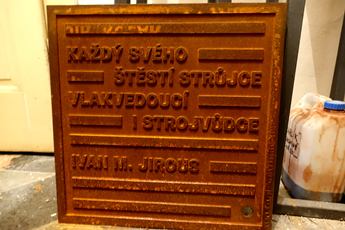 KAŽDÝ SVÉHO
ŠTĚSTÍ STRŮJCE
VLAKVEDOUCÍ
I STROJVŮDCE
IVAN M. JIROUS